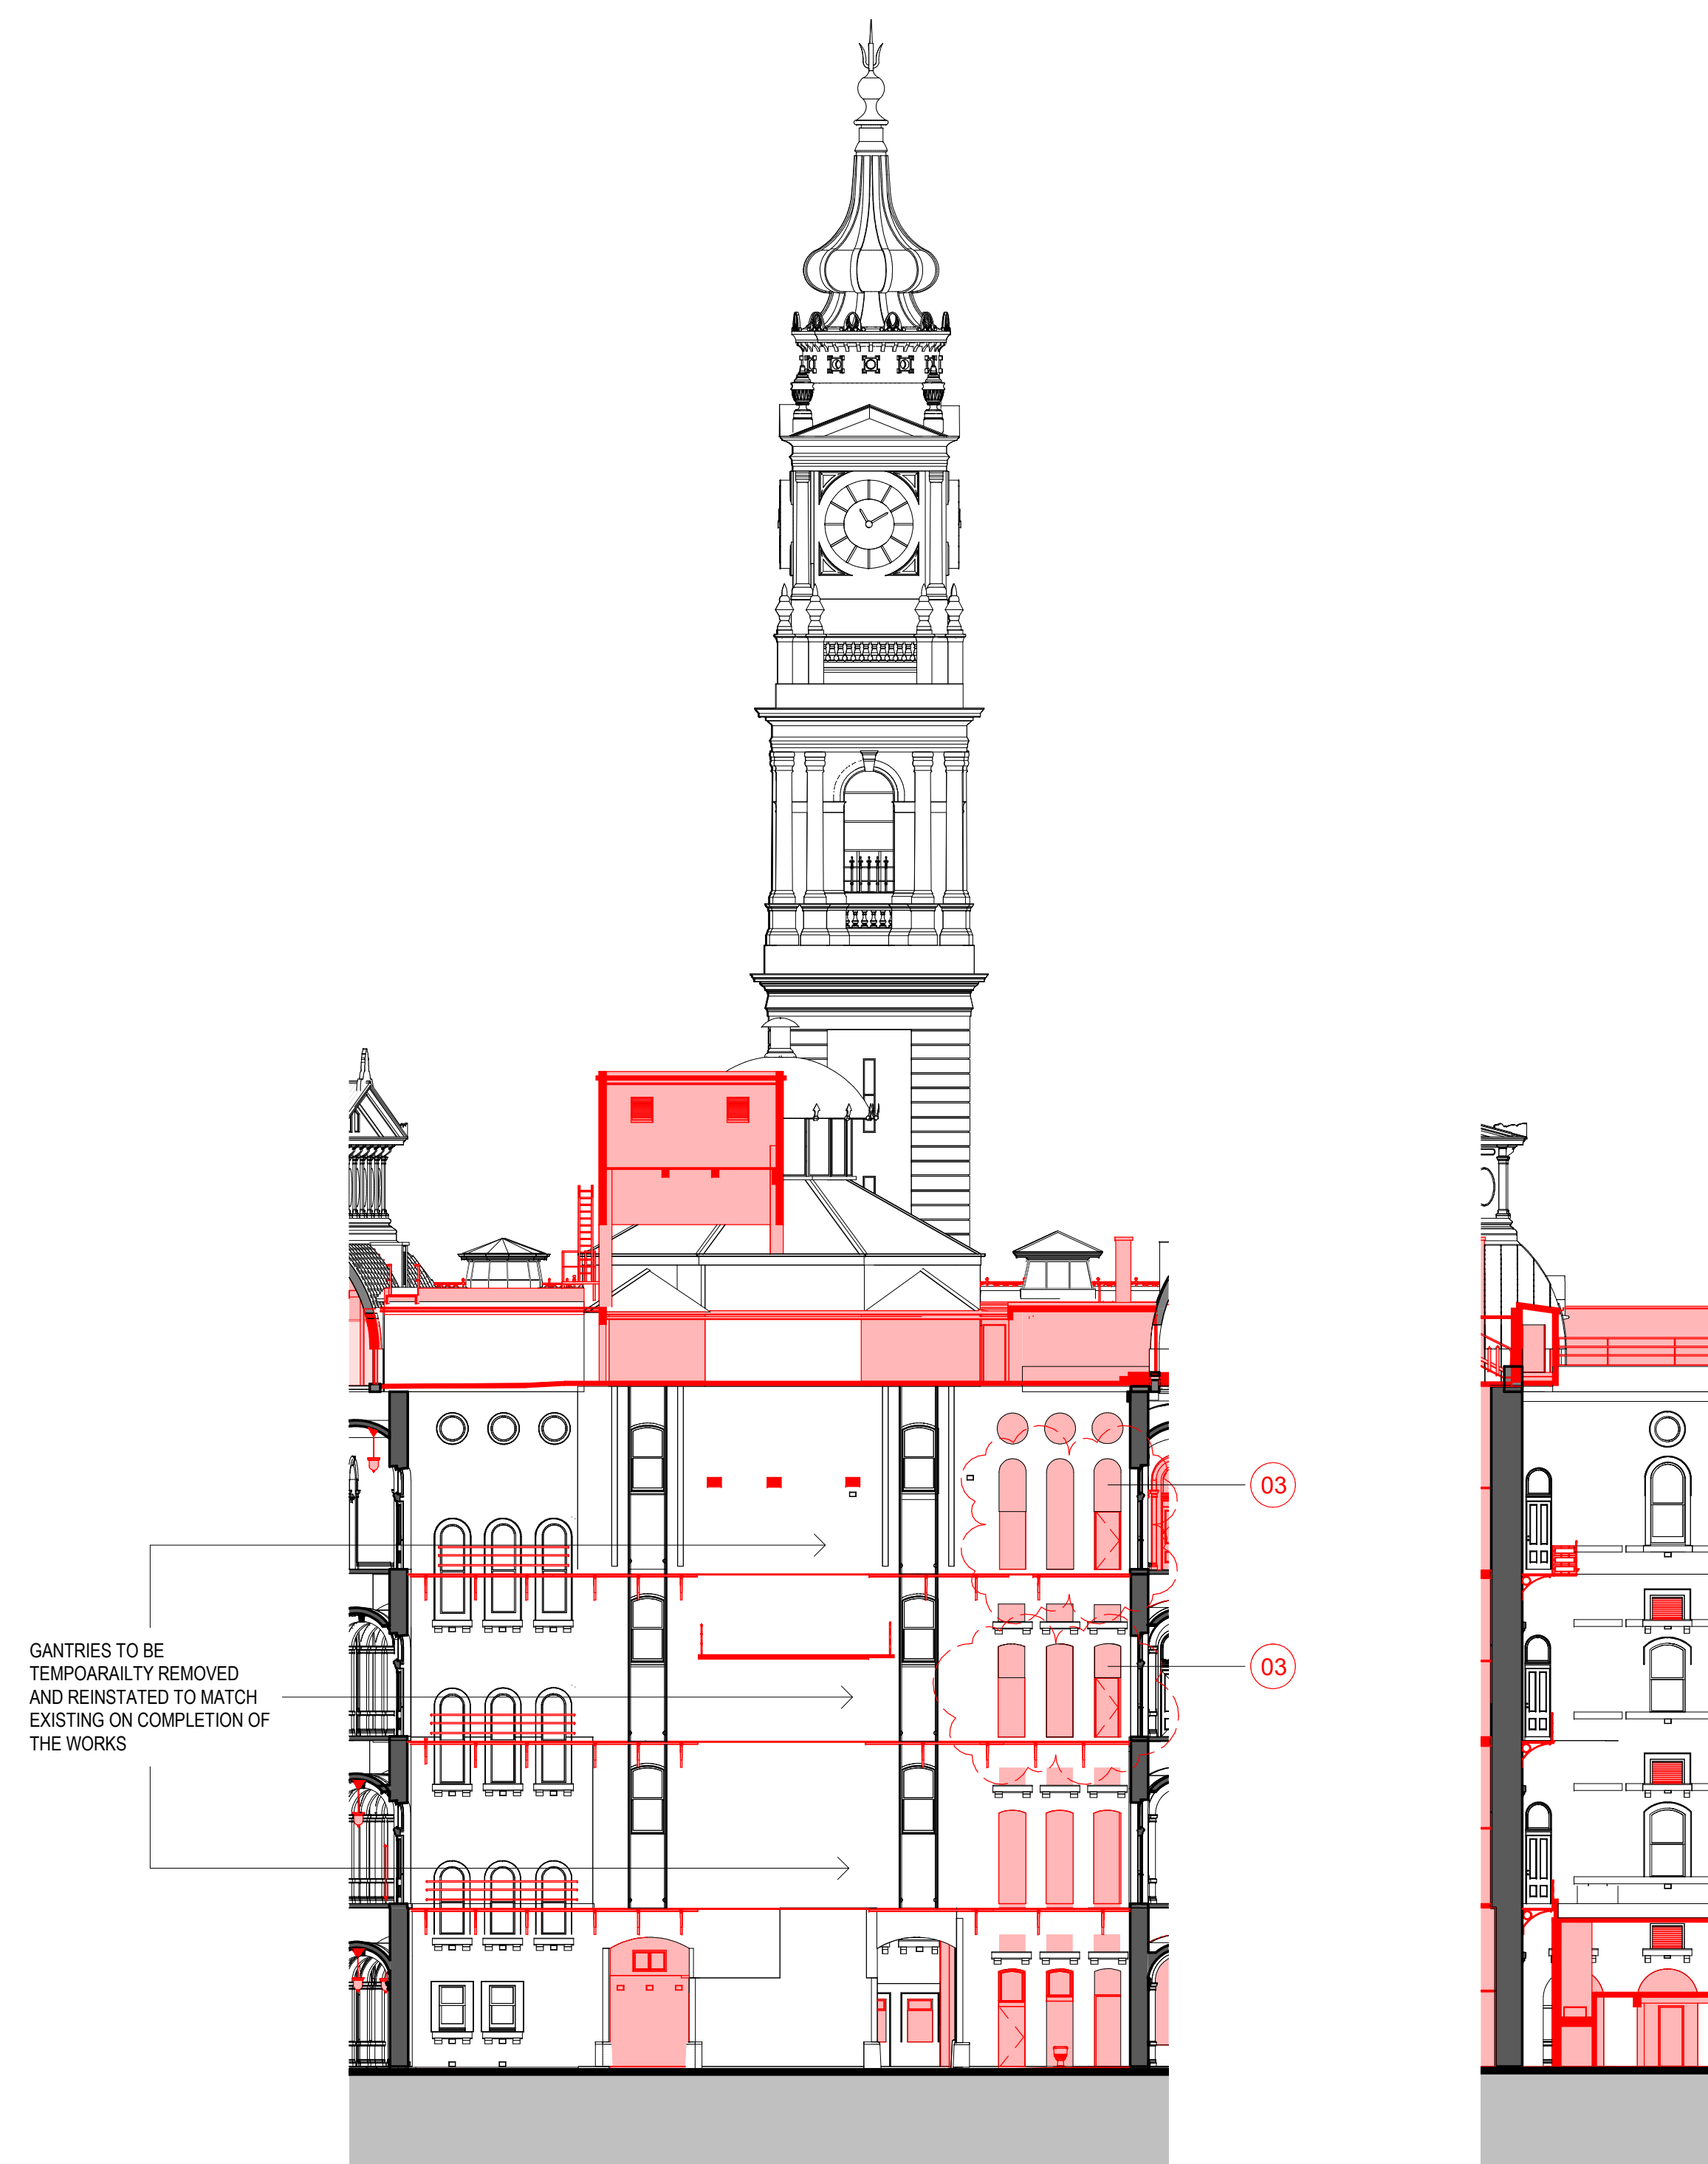 03
03
GANTRIES TO BE
TEMPOARAILTY REMOVED
AND REINSTATED TO MATCH
EXISTING ON COMPLETION OF
THE WORKS